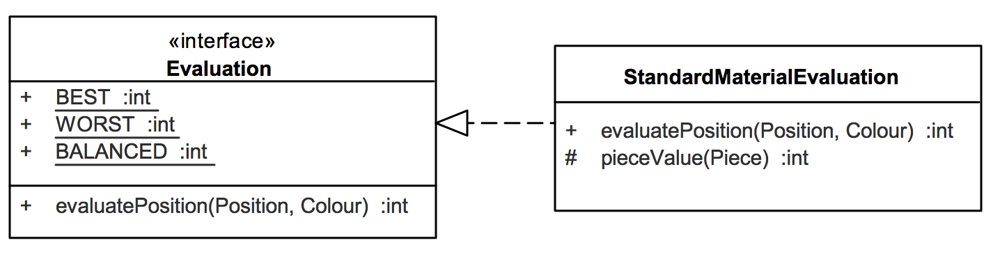 «interface»
Evaluation
+ BEST :int
+ WORST :int
+ BALANCED :int
+ evaluatePosition(Position, Colour) :int
StandardMaterialEvaluation
+ evaluatePosition(Position, Colour) :int
# pieceValue(Piece) :int